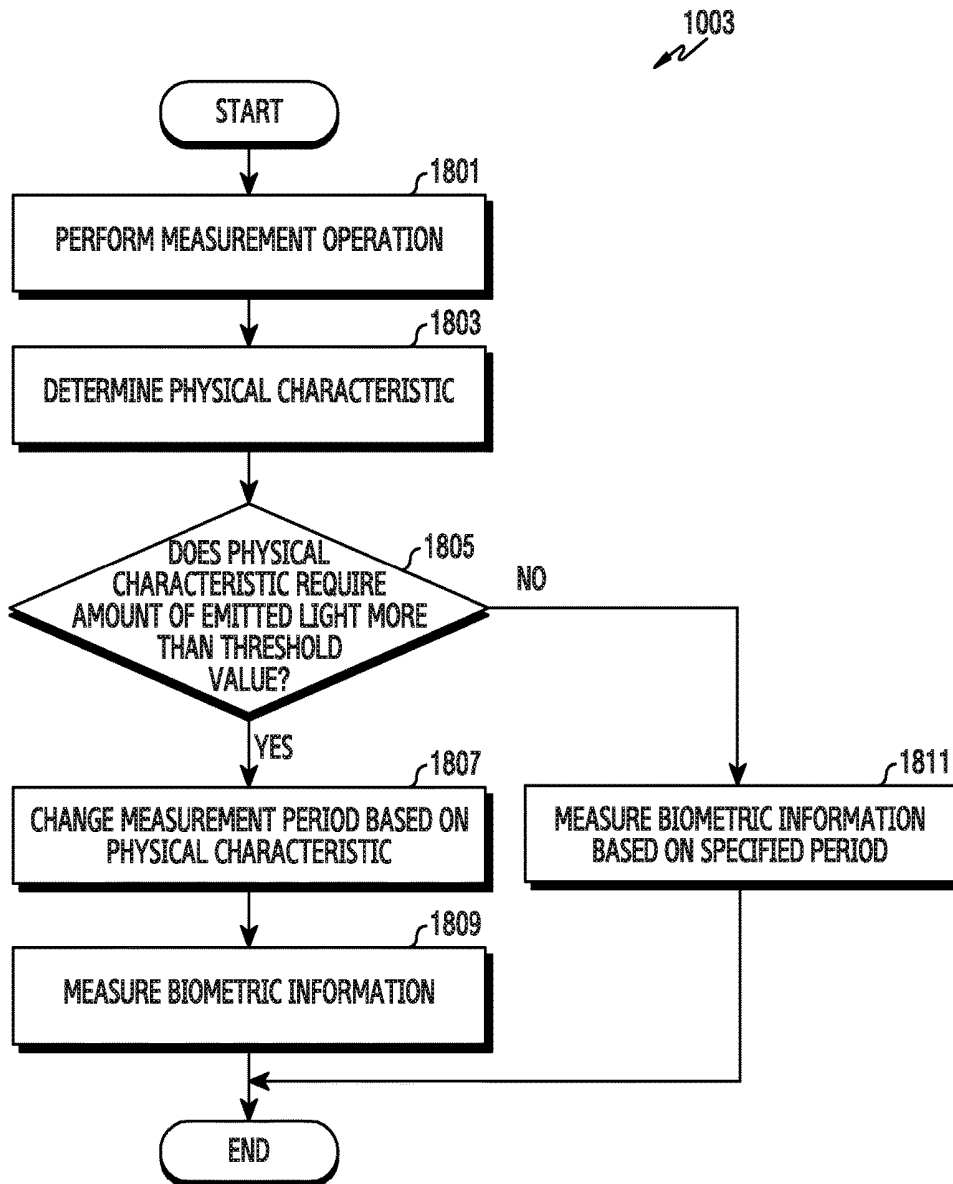 1003
START
1801
PERFORM MEASUREMENT OPERATION
1803
DETERMINE PHYSICAL CHARACTERISTIC
1805
DOES PHYSICAL
CHARACTERISTIC REQUIRE
AMOUNT OF EMITTED LIGHT MORE
THAN THRESHOLD
VALUE?
NO
YES
1807
CHANGE MEASUREMENT PERIOD BASED ON
PHYSICAL CHARACTERISTIC
1811
MEASURE BIOMETRIC INFORMATION
BASED ON SPECIFIED PERIOD
1809
MEASURE BIOMETRIC INFORMATION
END